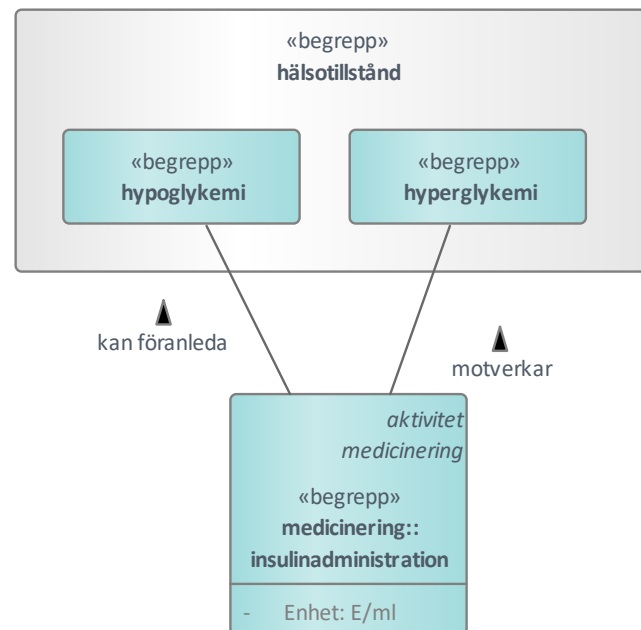 «begrepp»
hälsotillstånd
«begrepp»
hypoglykemi
«begrepp»
hyperglykemi
kan föranleda
motverkar
aktivitet
medicinering
«begrepp»
medicinering::
insulinadministration
- Enhet: E/ml